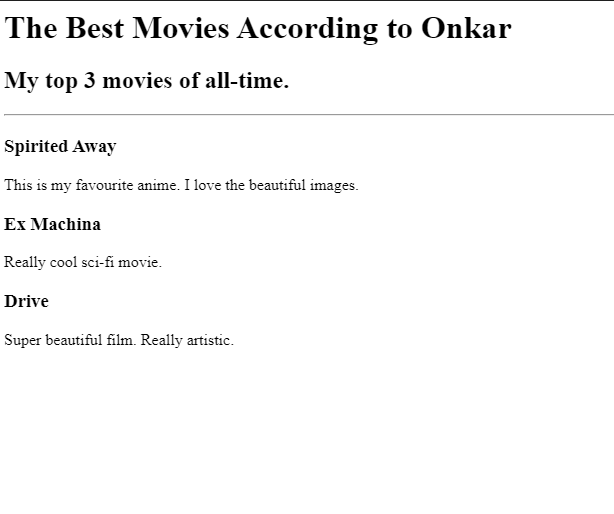 The Best Movies According to Onkar
My top 3 movies of all-time.
Spirited Away
This is my favourite anime. I love the beautiful images.
Ex Machina
Really cool sci-fi movie.
Drive
Super beautiful film. Really artistic.